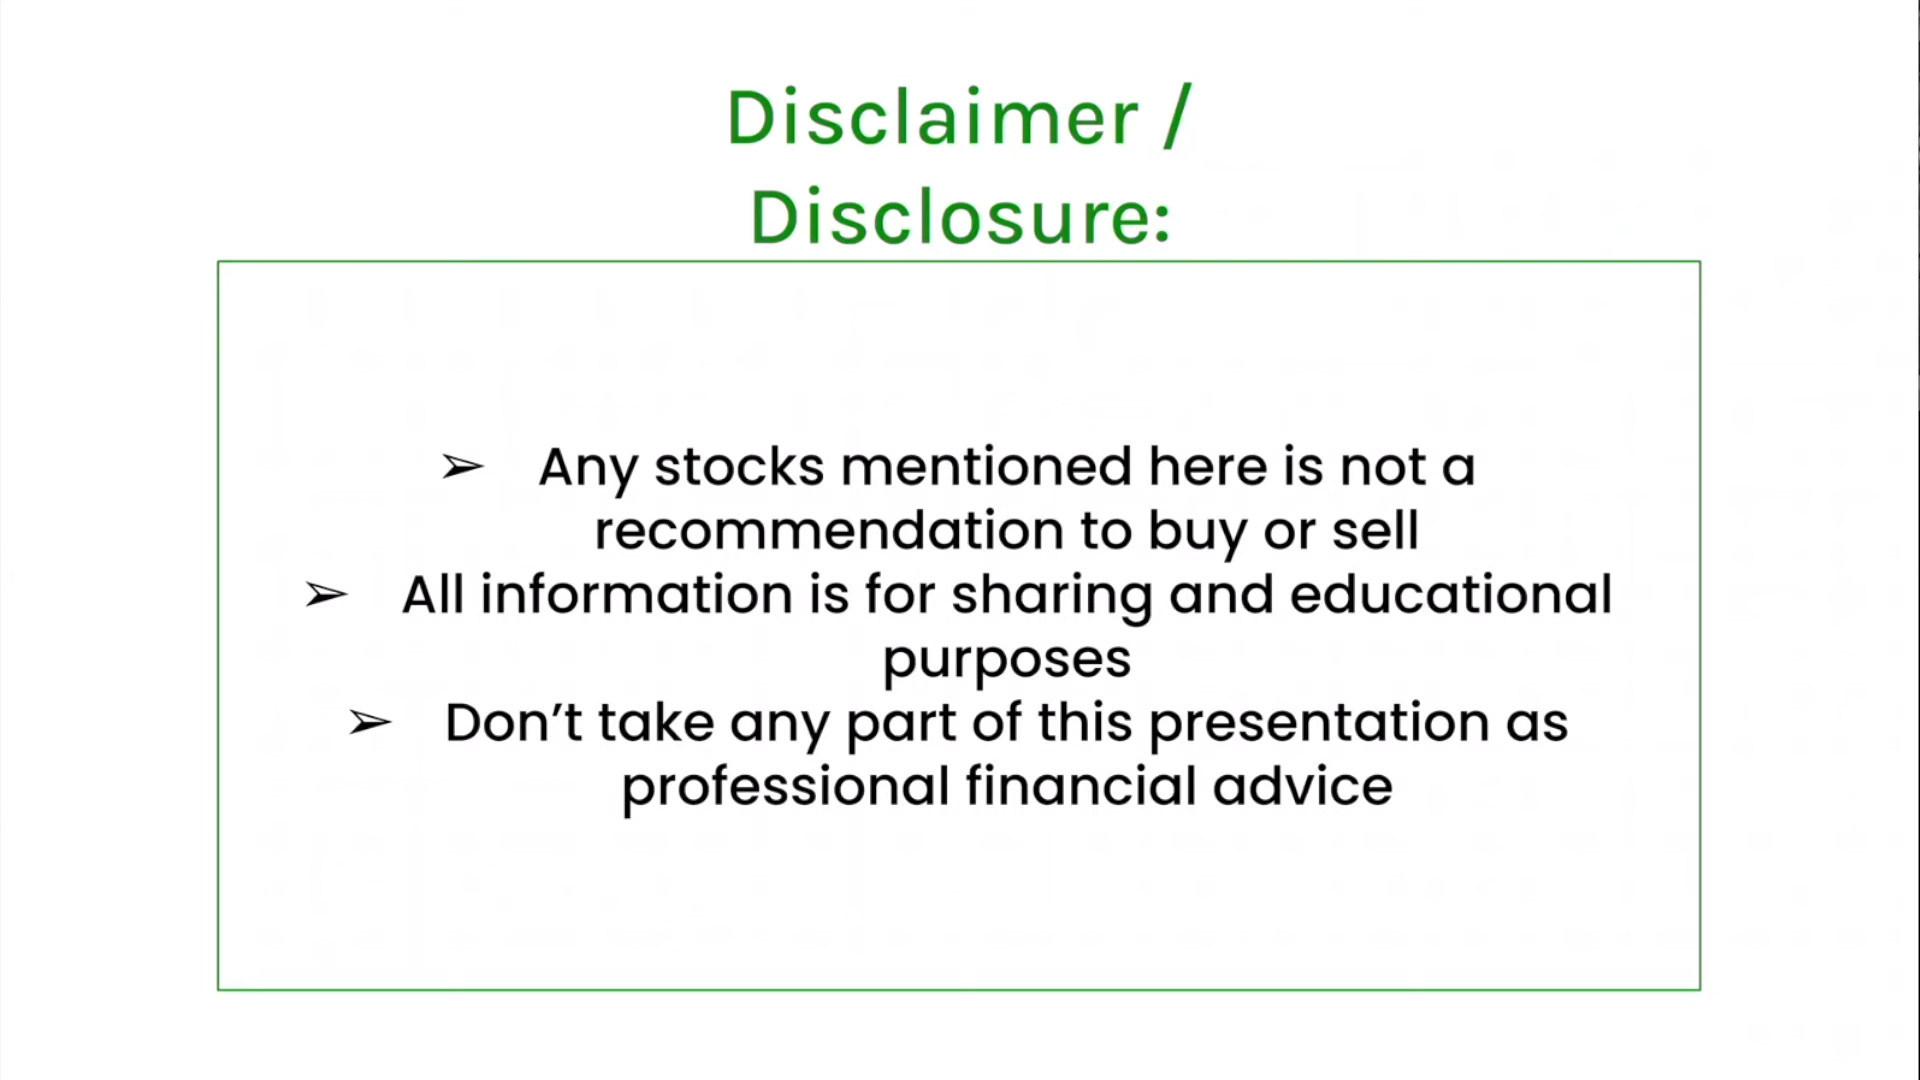 Disclaimer /
Disclosure:
➢ Any stocks mentioned here is not a
recommendation to buy or sell
➢ All information is for sharing and educational
purposes
➢ Don’t take any part of this presentation as
professional financial advice